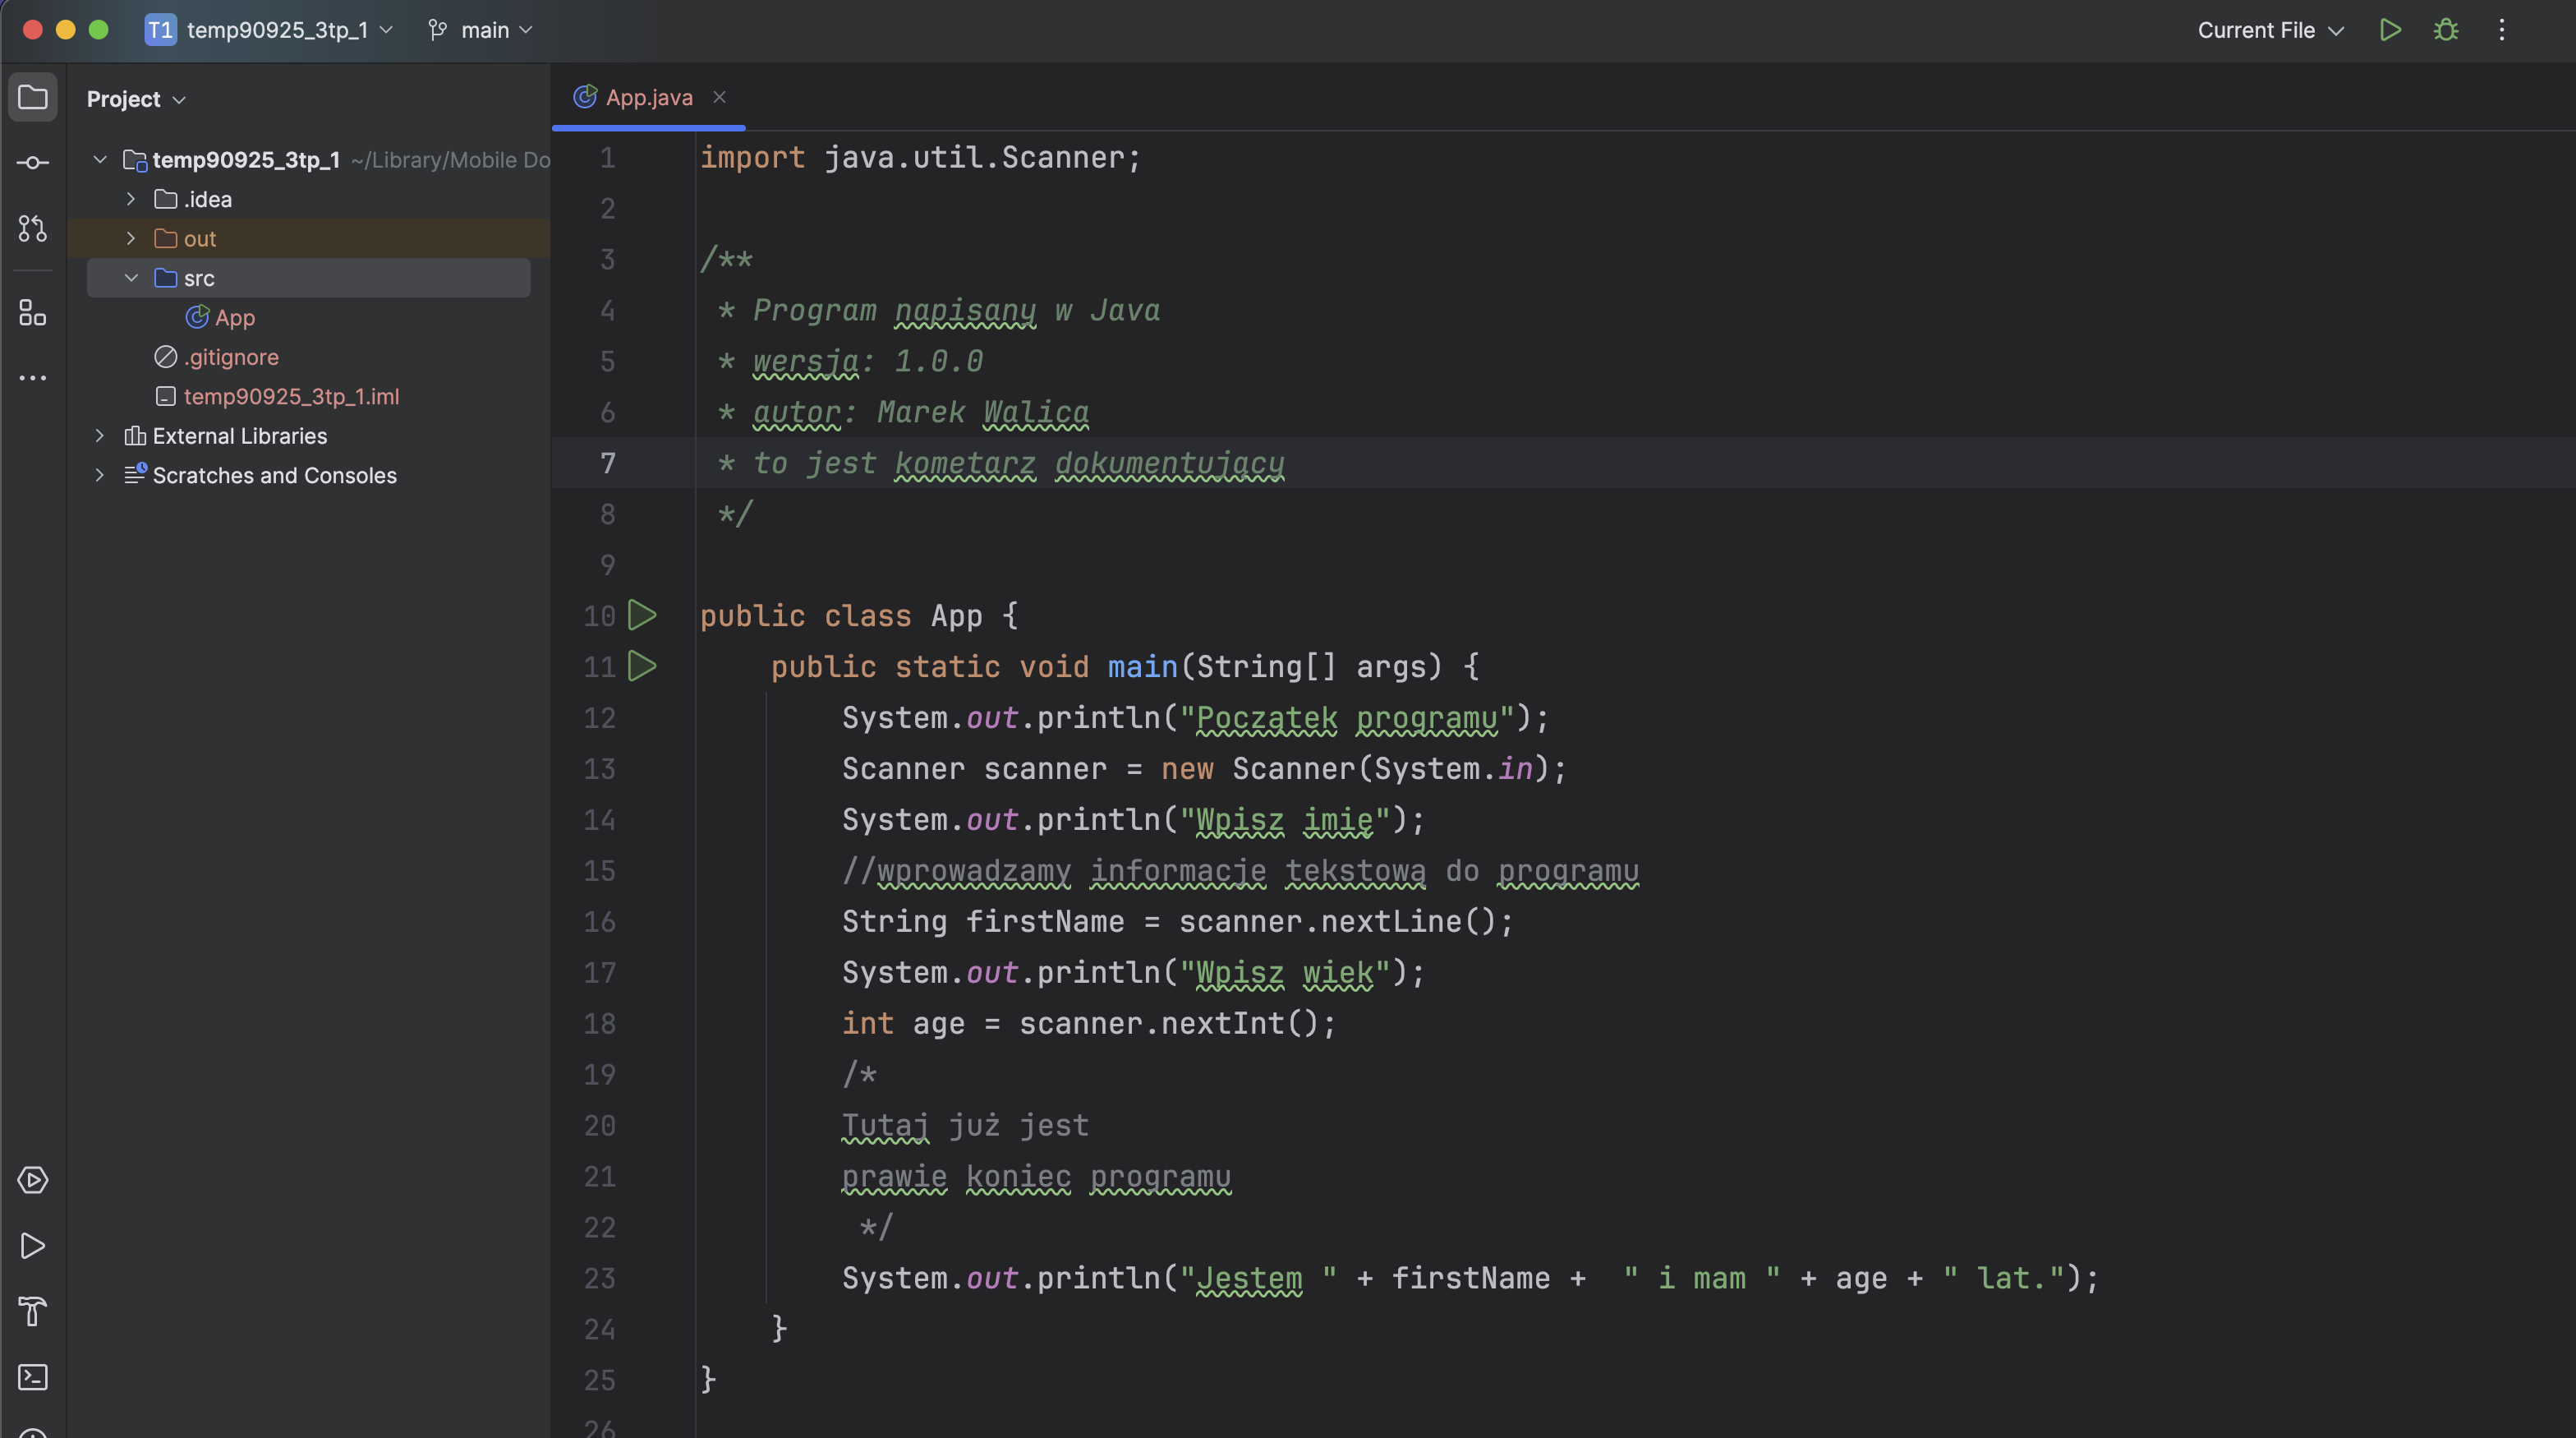 T1 temp90925_3tp_1 main Current File
Project
temp90925_3tp_1 ~/Library/Mobile Do
.idea
out
src
App
.gitignore
temp90925_3tp_1.iml
External Libraries
Scratches and Consoles
App.java
1 import java.util.Scanner;
2
3 /**
4 * Program napisany w Java
5 * wersja: 1.0.0
6 * autor: Marek Walica
7 * to jest kometarz dokumentujący
8 */
9
10 public class App {
11 public static void main(String[] args) {
12 System.out.println("Początek programu");
13 Scanner scanner = new Scanner(System.in);
14 System.out.println("Wpisz imię");
15 //wprowadzamy informacje tekstową do programu
16 String firstName = scanner.nextLine();
17 System.out.println("Wpisz wiek");
18 int age = scanner.nextInt();
19 /*
20 Tutaj już jest
21 prawie koniec programu
22 */
23 System.out.println("Jestem " + firstName +  " i mam " + age + " lat.");
24 }
25 }
26